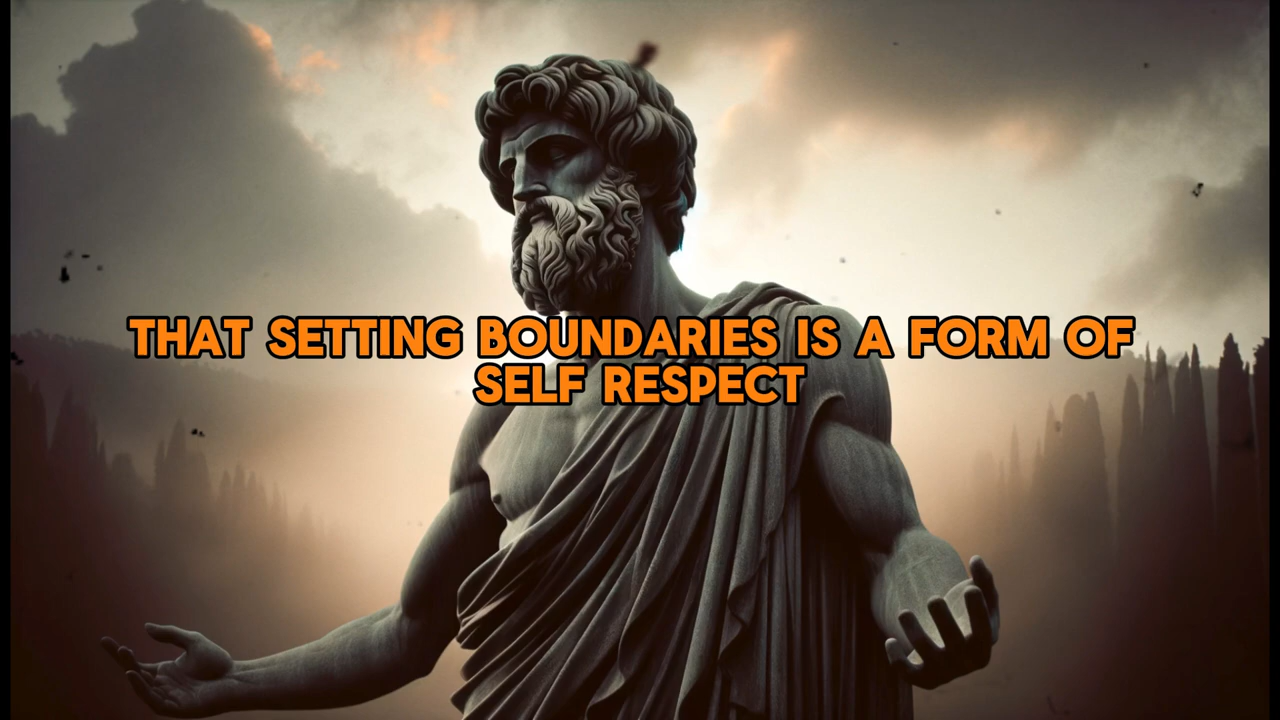 THAT SETTING BOUNDARIES IS A FORM OF
SELF RESPECT